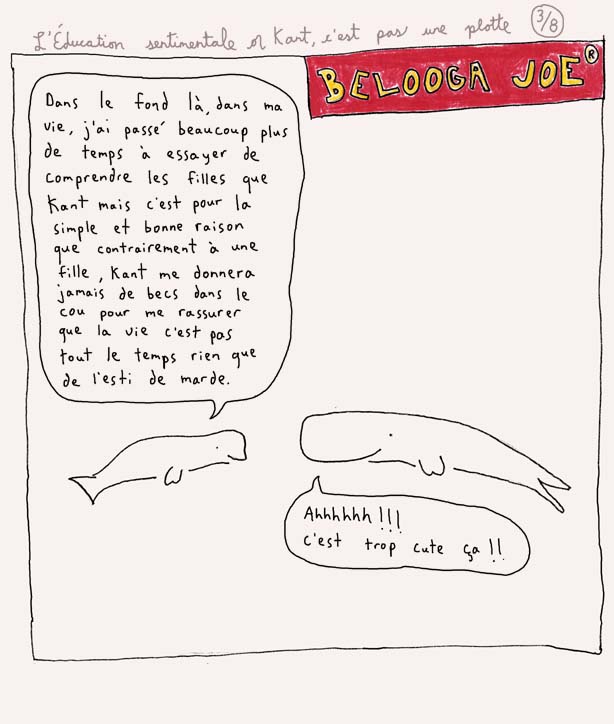 L'Éducation sentimentale or Kant, c'est pas une plotte 3/8
BELOOGA JOE®
Dans le fond là, dans ma
vie, j'ai passé beaucoup plus
de temps à essayer de
comprendre les filles que
Kant mais c'est pour la
simple et bonne raison
que contrairement à une
fille, Kant me donnera
jamais de becs dans le
cou pour me rassurer
que la vie c'est pas
tout le temps rien que
de l'esti de marde.
Ahhhhhh!!!
c'est trop cute ça!!